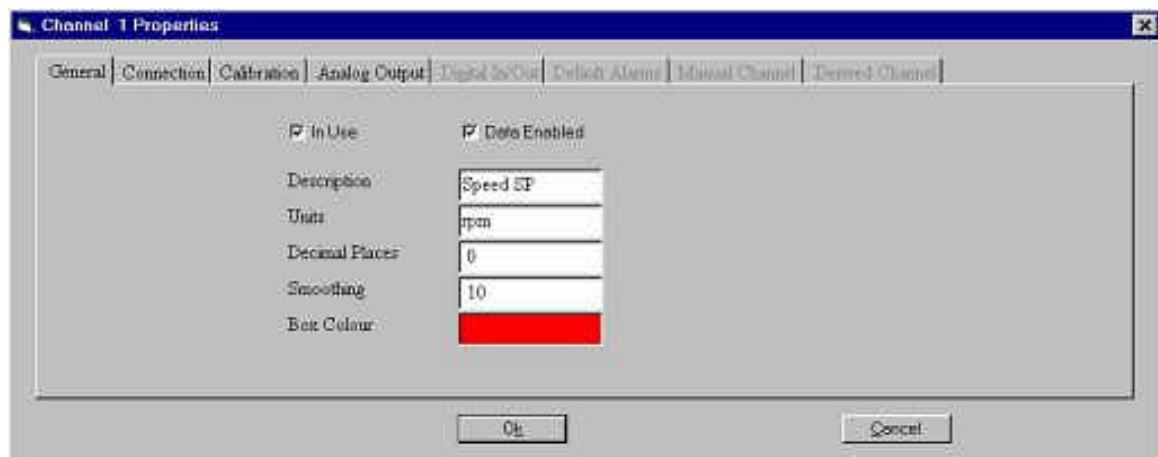 Channel 1 Properties
General Connection Calibration Analog Output Digital In/Out Default Alarms Manual Channel Derived Channel
In Use Data Enabled
Description Speed SP
Units rpm
Decimal Places 0
Smoothing 10
Box Colour
Ok Cancel